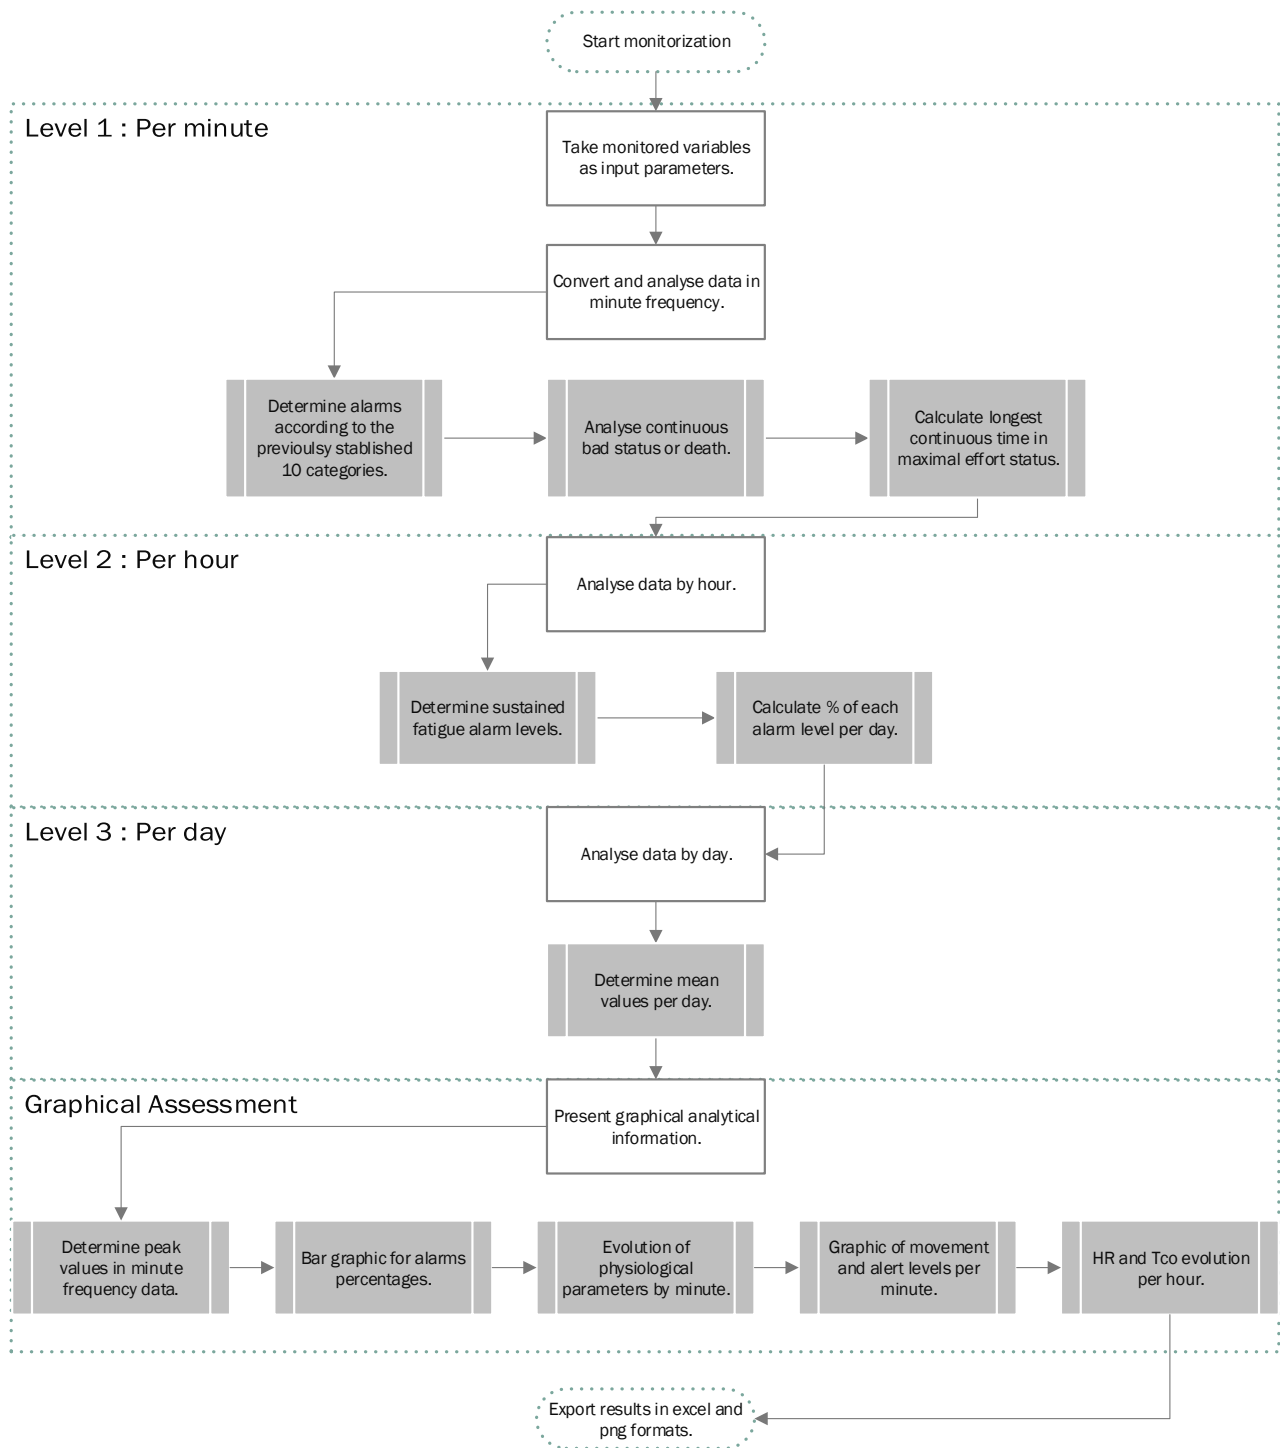 Start monitorization
Level 1 : Per minute
Take monitored variables
as input parameters.
Convert and analyse data in
minute frequency.
Determine alarms
according to the
previoulsy stablished
10 categories.
Analyse continuous
bad status or death.
Calculate longest
continuous time in
maximal effort status.
Level 2 : Per hour
Analyse data by hour.
Determine sustained
fatigue alarm levels.
Calculate % of each
alarm level per day.
Level 3 : Per day
Analyse data by day.
Determine mean
values per day.
Graphical Assessment
Present graphical analytical
information.
Determine peak
values in minute
frequency data.
Bar graphic for alarms
percentages.
Evolution of
physiological
parameters by minute.
Graphic of movement
and alert levels per
minute.
HR and Tco evolution
per hour.
Export results in excel and
png formats.